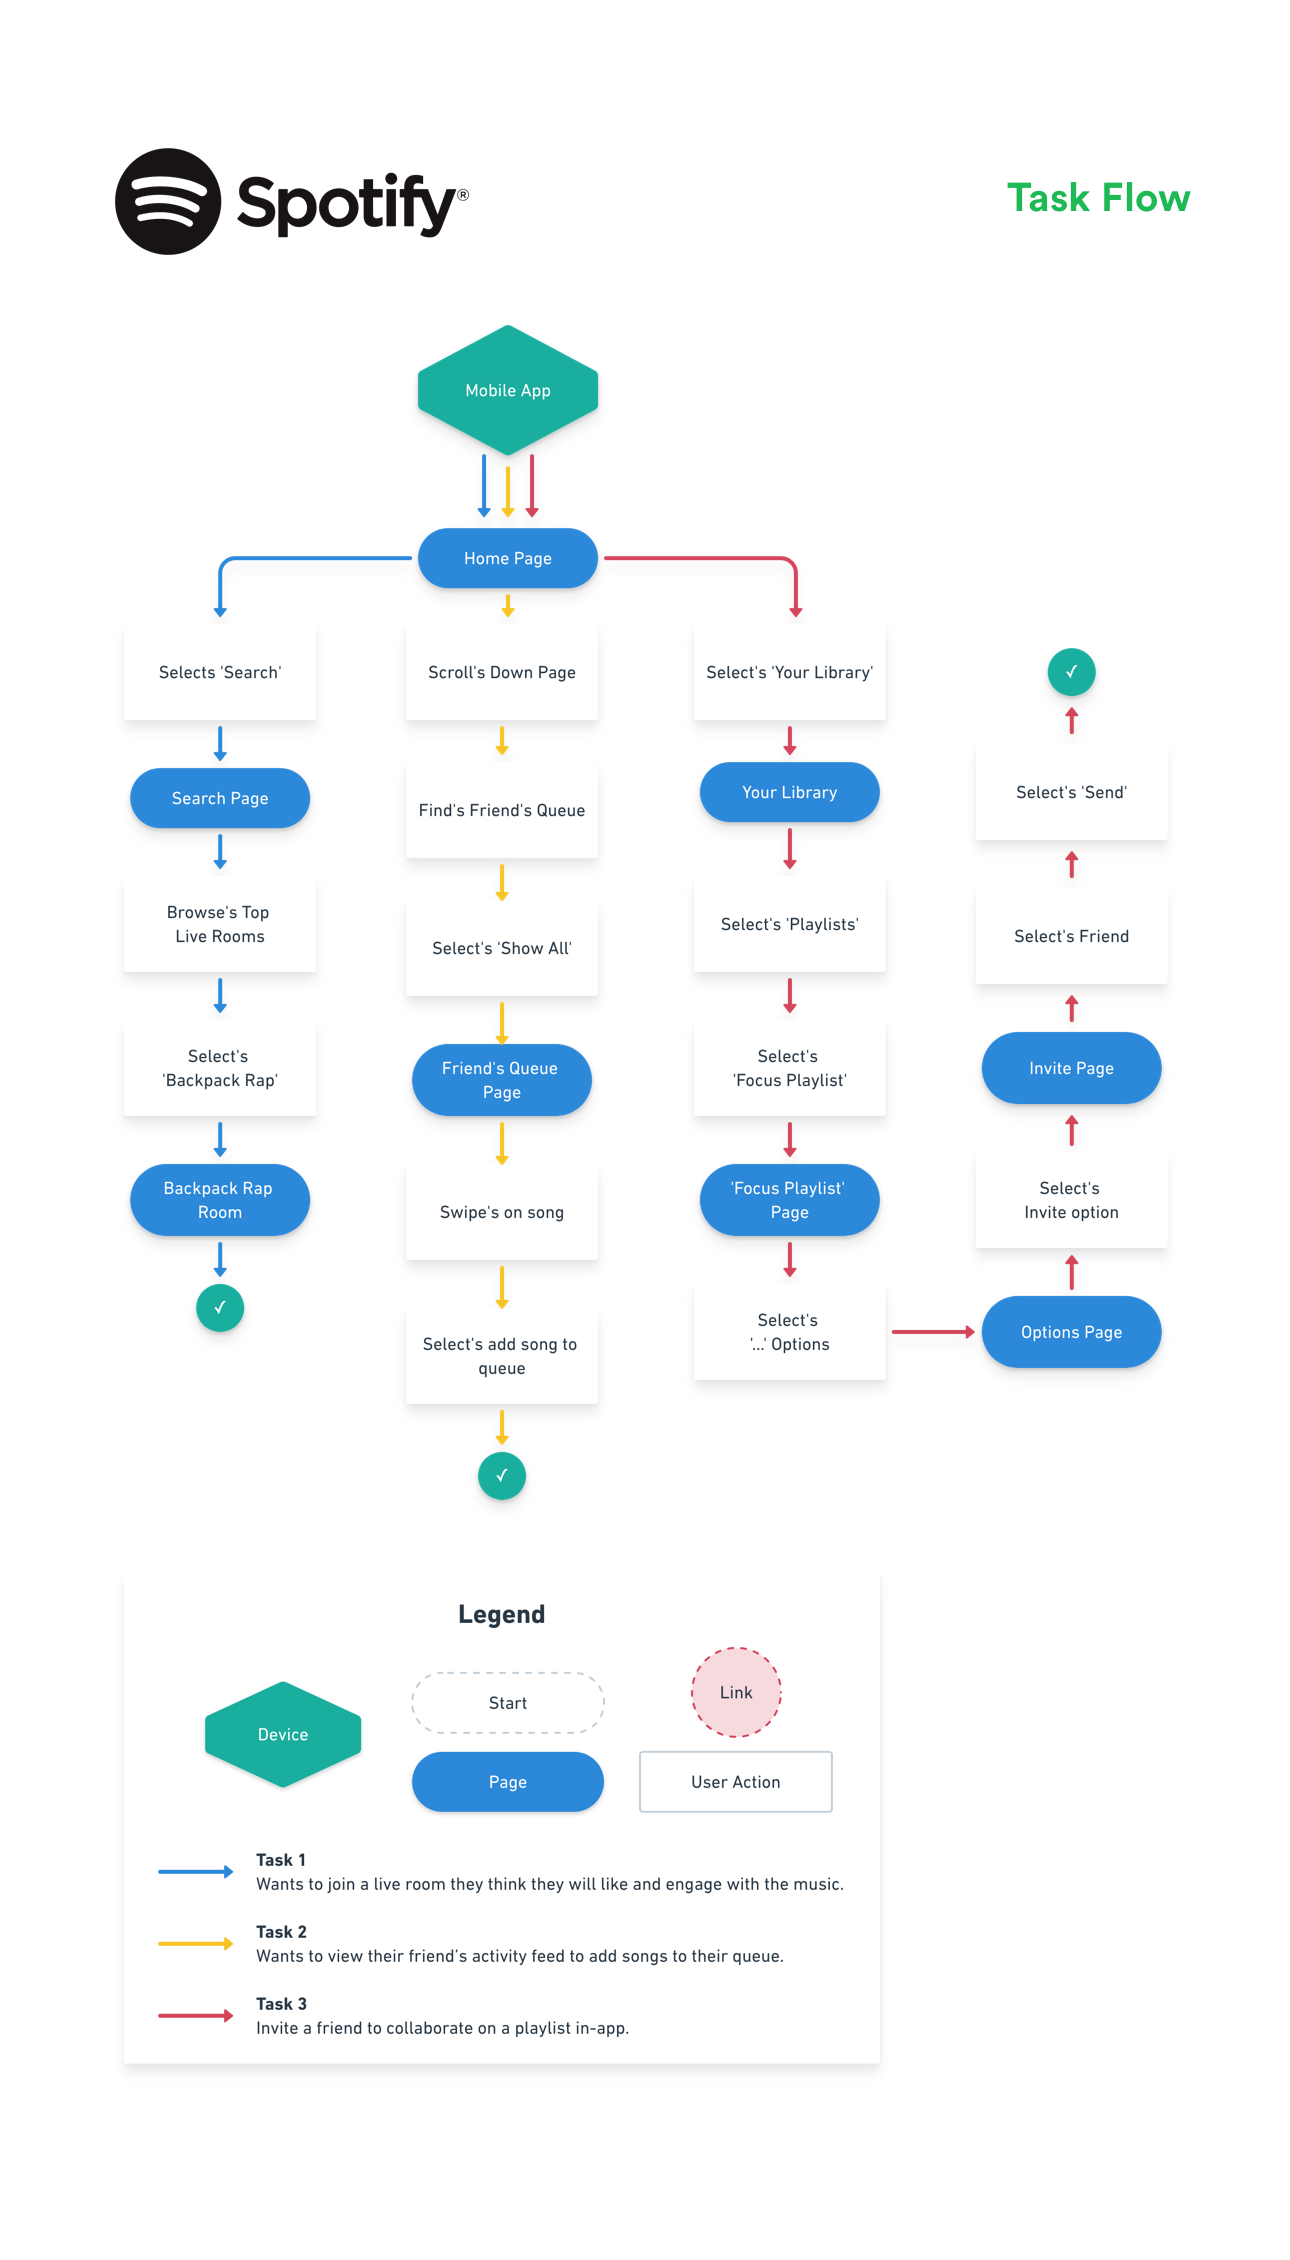 Spotify®
Task Flow
Mobile App
Home Page
Selects 'Search'
Search Page
Browse's Top
Live Rooms
Select's
'Backpack Rap'
Backpack Rap
Room
✓
Scroll's Down Page
Find's Friend's Queue
Select's 'Show All'
Friend's Queue
Page
Swipe's on song
Select's add song to
queue
✓
Select's 'Your Library'
Your Library
Select's 'Playlists'
Select's
'Focus Playlist'
'Focus Playlist'
Page
Select's
'...' Options
Options Page
Select's
Invite option
Invite Page
Select's Friend
Select's 'Send'
✓
Legend
Device
Start
Page
Link
User Action
Task 1
Wants to join a live room they think they will like and engage with the music.
Task 2
Wants to view their friend’s activity feed to add songs to their queue.
Task 3
Invite a friend to collaborate on a playlist in-app.